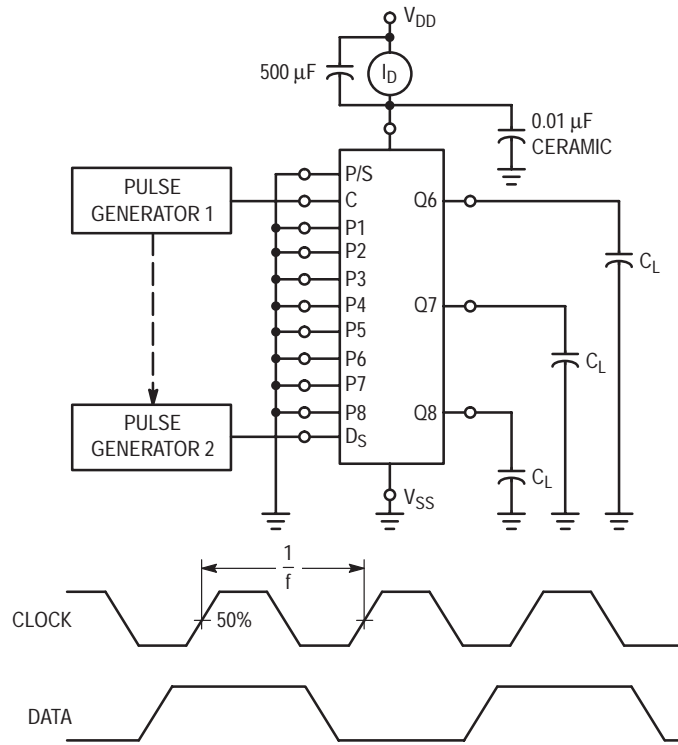 V_DD
500 μF
I_D
0.01 μF
CERAMIC
PULSE
GENERATOR 1
P/S
C
P1
P2
P3
P4
P5
P6
P7
P8
D_S
Q6
Q7
Q8
C_L
C_L
C_L
PULSE
GENERATOR 2
V_SS
1
f
CLOCK
50%
DATA